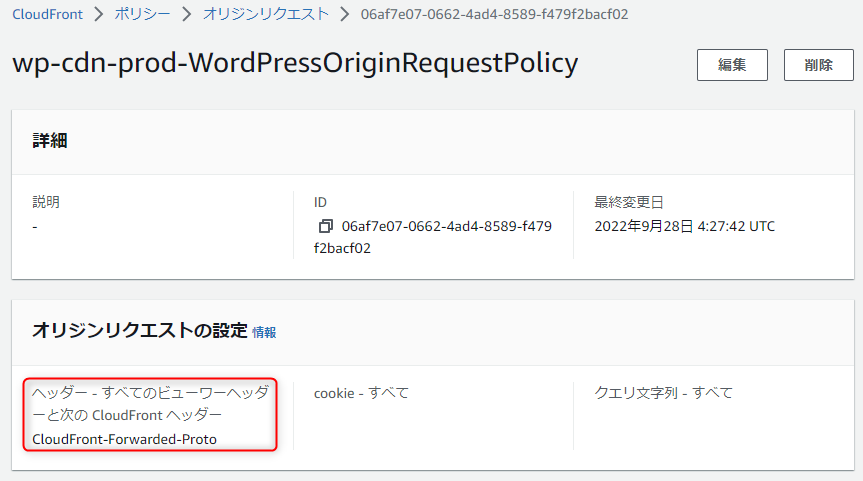 CloudFront > ポリシー > オリジンリクエスト > 06af7e07-0662-4ad4-8589-f479f2bacf02
wp-cdn-prod-WordPressOriginRequestPolicy
編集
削除
詳細
説明
-
ID
06af7e07-0662-4ad4-8589-f479
f2bacf02
最終変更日
2022年9月28日 4:27:42 UTC
オリジンリクエストの設定 情報
ヘッダー - すべてのビューワーヘッダ
ーと次の CloudFront ヘッダー
CloudFront-Forwarded-Proto
cookie - すべて
クエリ文字列 - すべて